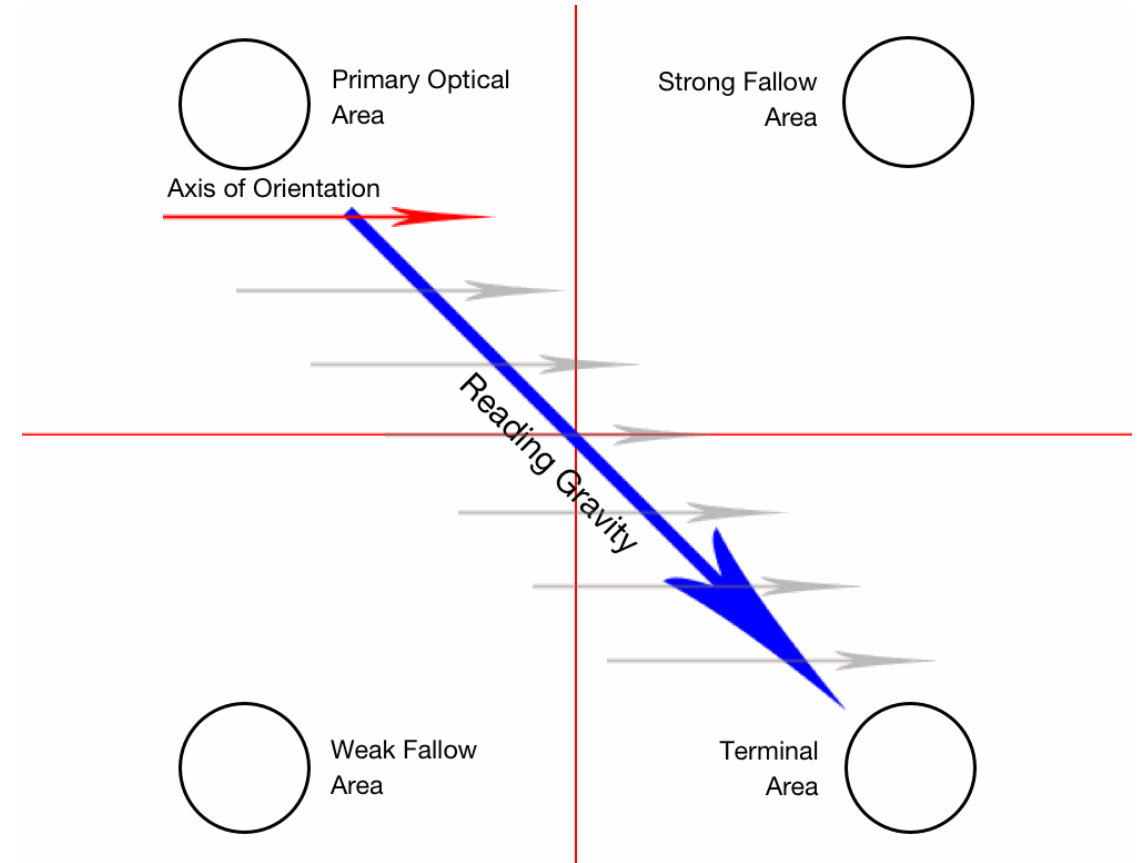 Primary Optical
Area
Strong Fallow
Area
Axis of Orientation
Reading Gravity
Weak Fallow
Area
Terminal
Area